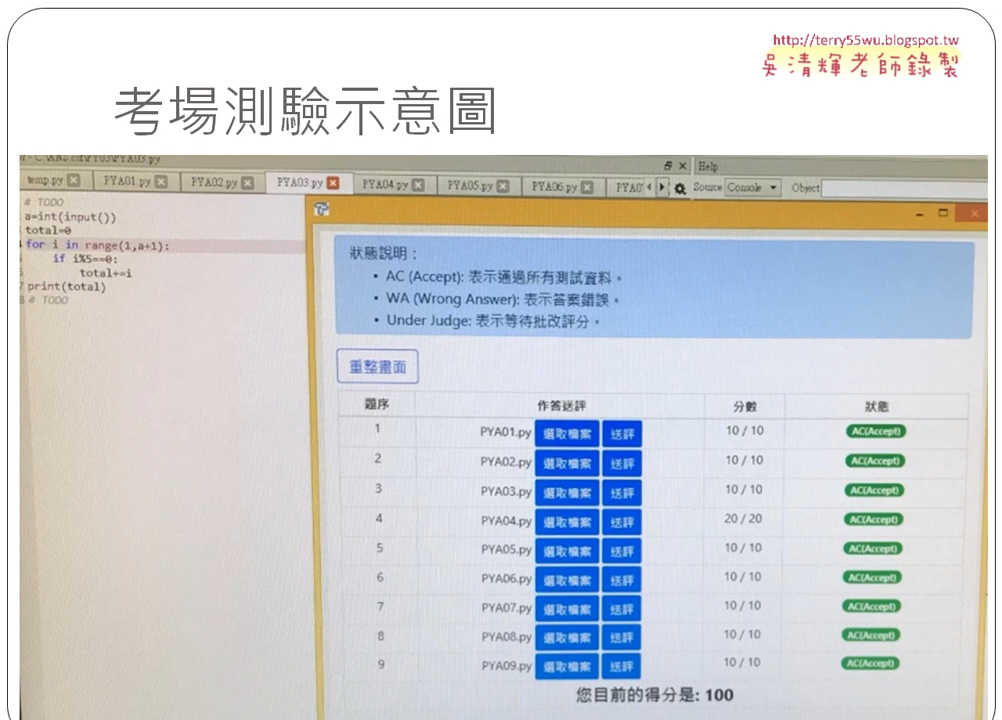 http://terry55wu.blogspot.tw
吳清輝老師錄製
考場測驗示意圖
Help
temp.py PYA01.py PYA02.py PYA03.py PYA04.py PYA05.py PYA06.py PYA0
Source Console Object
# TODO
a=int(input())
total=0
for i in range(1,a+1):
if i%5==0:
total+=i
print(total)
# TODO
狀態說明：
• AC (Accept): 表示通過所有測試資料。
• WA (Wrong Answer): 表示答案錯誤。
• Under Judge: 表示等待批改評分。
重整畫面
題序 作答送評 分數 狀態
1 PYA01.py 選取檔案 送評 10 / 10 AC(Accept)
2 PYA02.py 選取檔案 送評 10 / 10 AC(Accept)
3 PYA03.py 選取檔案 送評 10 / 10 AC(Accept)
4 PYA04.py 選取檔案 送評 20 / 20 AC(Accept)
5 PYA05.py 選取檔案 送評 10 / 10 AC(Accept)
6 PYA06.py 選取檔案 送評 10 / 10 AC(Accept)
7 PYA07.py 選取檔案 送評 10 / 10 AC(Accept)
8 PYA08.py 選取檔案 送評 10 / 10 AC(Accept)
9 PYA09.py 選取檔案 送評 10 / 10 AC(Accept)
您目前的得分是: 100